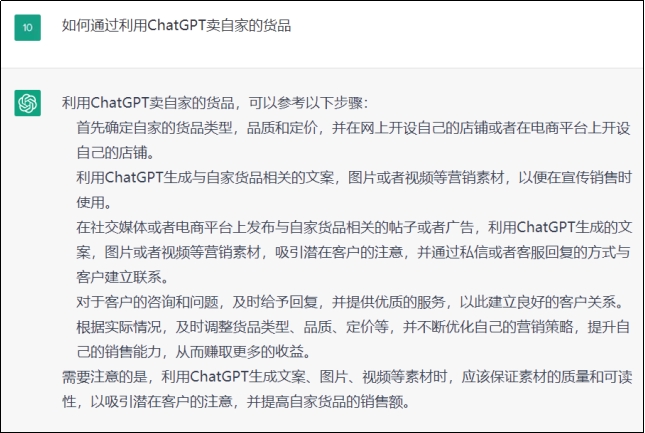 10
如何通过利用ChatGPT卖自家的货品
利用ChatGPT卖自家的货品，可以参考以下步骤：
首先确定自家的货品类型，品质和定价，并在网上开设自己的店铺或者在电商平台上开设
自己的店铺。
利用ChatGPT生成与自家货品相关的文案，图片或者视频等营销素材，以便在宣传销售时
使用。
在社交媒体或者电商平台上发布与自家货品相关的帖子或者广告，利用ChatGPT生成的文
案，图片或者视频等营销素材，吸引潜在客户的注意，并通过私信或者客服回复的方式与
客户建立联系。
对于客户的咨询和问题，及时给予回复，并提供优质的服务，以此建立良好的客户关系。
根据实际情况，及时调整货品类型、品质、定价等，并不断优化自己的营销策略，提升自
己的销售能力，从而赚取更多的收益。
需要注意的是，利用ChatGPT生成文案、图片、视频等素材时，应该保证素材的质量和可读
性，以吸引潜在客户的注意，并提高自家货品的销售额。